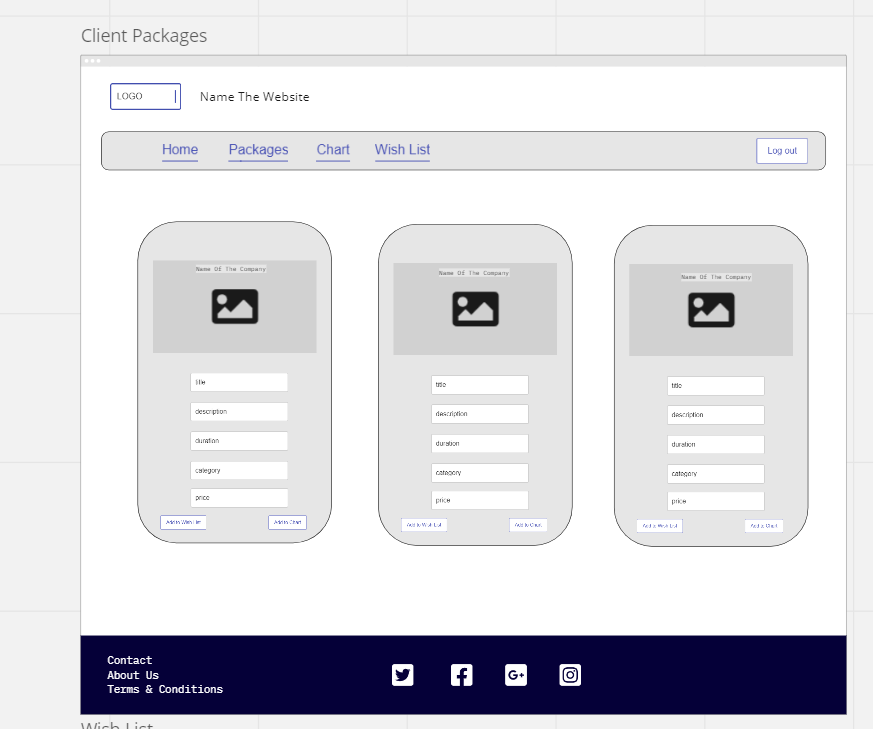 Client Packages
LOGO
Name The Website
Home Packages Chart Wish List Log out
Name Of The Company
title
description
duration
category
price
Add to Wish List Add to Chart
Name Of The Company
title
description
duration
category
price
Add to Wish List Add to Chart
Name Of The Company
title
description
duration
category
price
Add to Wish List Add to Chart
Contact
About Us
Terms & Conditions
G+
Wish List